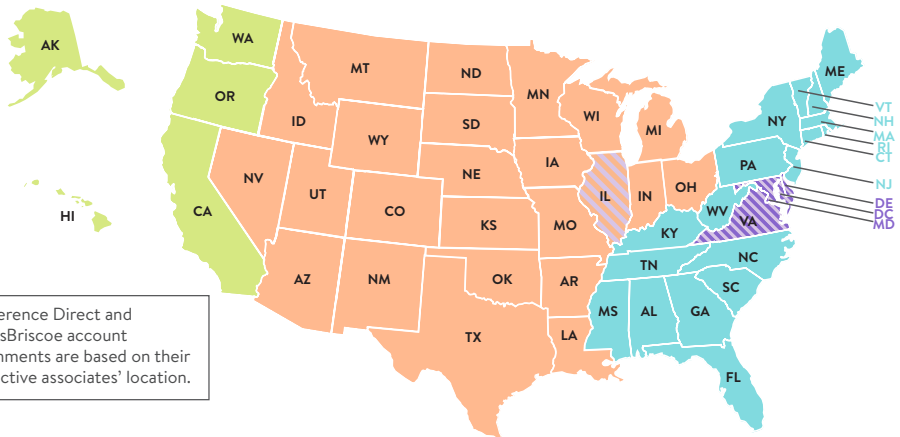 AK
WA
OR
CA
HI
MT
ID
WY
NV
UT
CO
AZ
NM
ND
SD
NE
KS
OK
TX
MN
IA
MO
AR
LA
WI
IL
MI
IN
OH
KY
TN
MS
AL
GA
FL
SC
NC
VA
WV
PA
NY
ME
VT
NH
MA
RI
CT
NJ
DE
DC
MD
erence Direct and
sBriscoe account
nments are based on their
ctive associates' location.